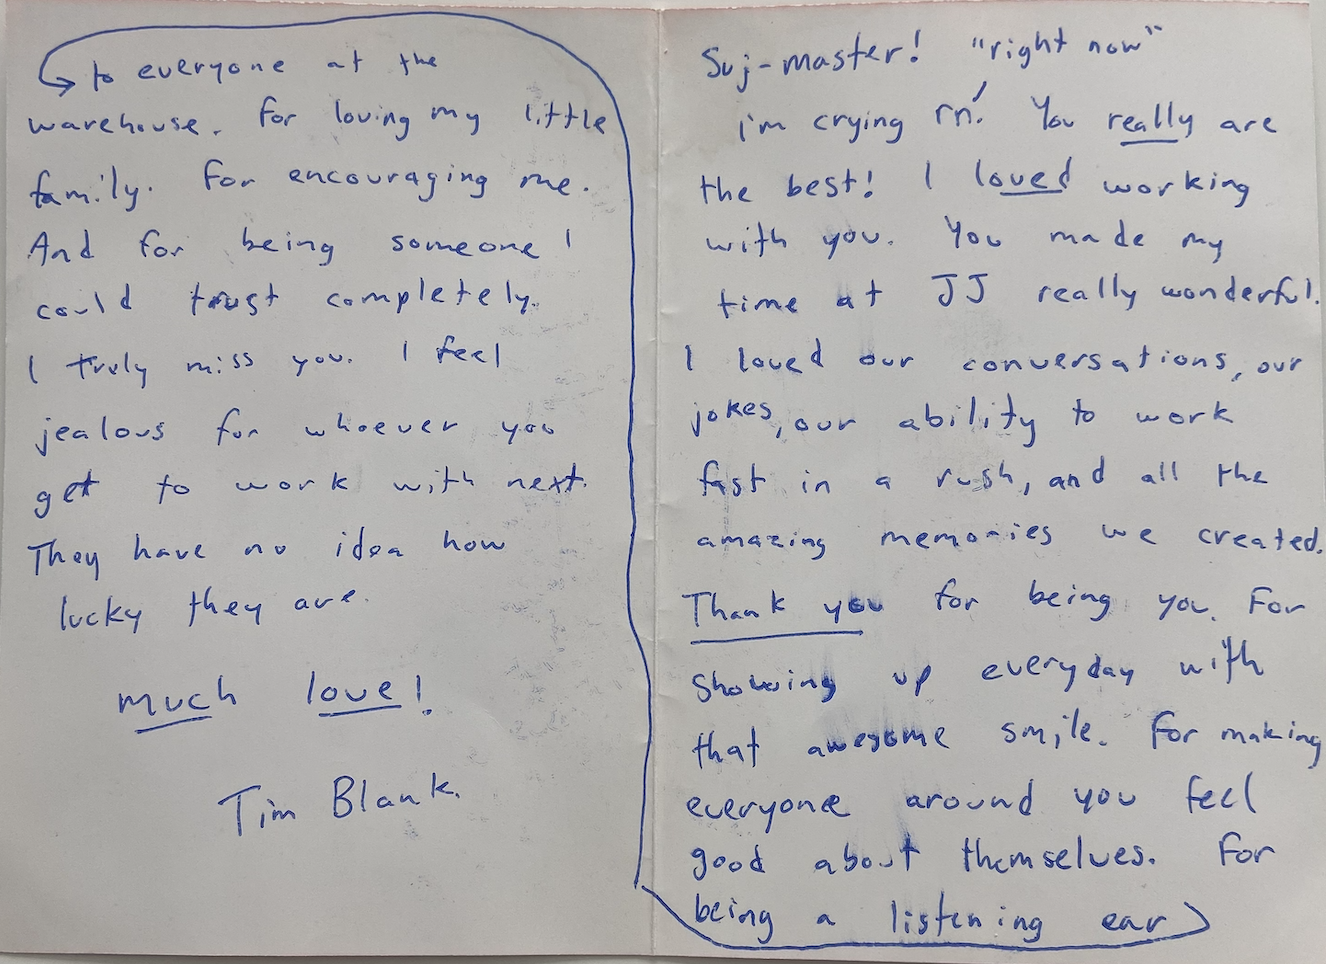 Suj-master! "right now"
i'm crying rn! You really are
the best! I loved working
with you. You made my
time at JJ really wonderful.
I loved our conversations, our
jokes, our ability to work
fast in a rush, and all the
amazing memories we created.
Thank you for being you. For
showing up everyday with
that awesome smile. For making
everyone around you feel
good about themselves. For
being a listening ear
to everyone at the
warehouse. For loving my little
family. For encouraging me.
And for being someone I
could trust completely.
I truly miss you. I feel
jealous for whoever you
get to work with next.
They have no idea how
lucky they are.
much love!
Tim Blank.